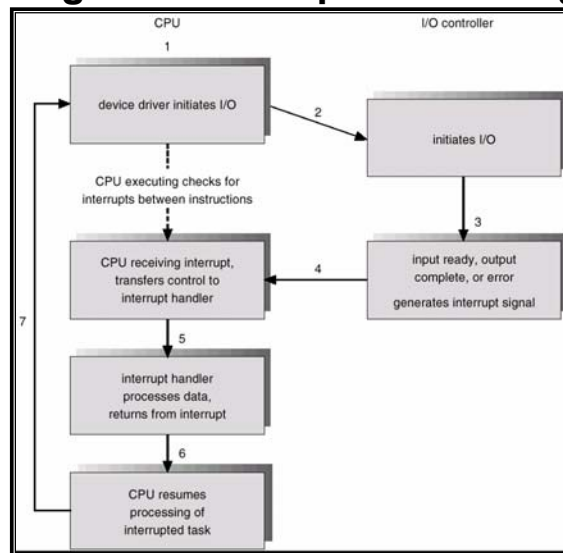 CPU
I/O controller
1
device driver initiates I/O
2
initiates I/O
CPU executing checks for
interrupts between instructions
3
CPU receiving interrupt,
transfers control to
interrupt handler
4
input ready, output
complete, or error
generates interrupt signal
7
5
interrupt handler
processes data,
returns from interrupt
6
CPU resumes
processing of
interrupted task